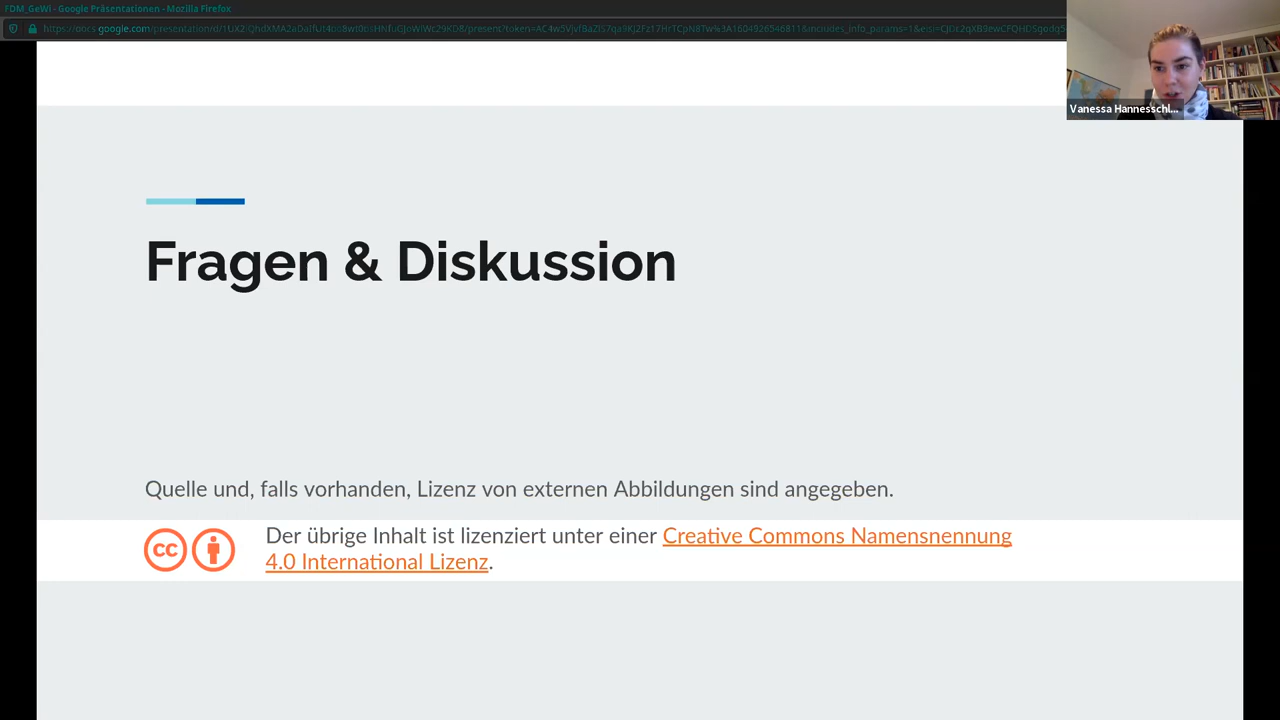 FDM_GeWi - Google Präsentationen - Mozilla Firefox
Vanessa Hannesschl...
Fragen & Diskussion
Quelle und, falls vorhanden, Lizenz von externen Abbildungen sind angegeben.
cc
Der übrige Inhalt ist lizenziert unter einer Creative Commons Namensnennung
4.0 International Lizenz.